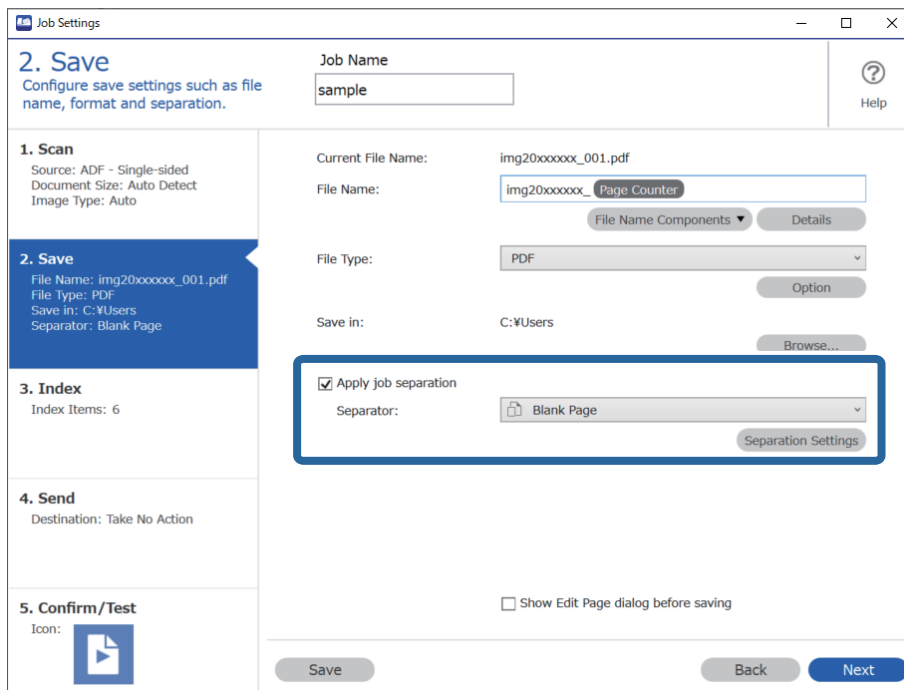 Job Settings
2. Save
Configure save settings such as file
name, format and separation.
Job Name
sample
Help
1. Scan
Source: ADF - Single-sided
Document Size: Auto Detect
Image Type: Auto
2. Save
File Name: img20xxxxxx_001.pdf
File Type: PDF
Save in: C:¥Users
Separator: Blank Page
3. Index
Index Items: 6
4. Send
Destination: Take No Action
5. Confirm/Test
Icon:
Current File Name: img20xxxxxx_001.pdf
File Name: img20xxxxxx_ Page Counter
File Name Components ▼ Details
File Type: PDF
Option
Save in: C:¥Users
Browse...
Apply job separation
Separator: Blank Page
Separation Settings
Show Edit Page dialog before saving
Save Back Next